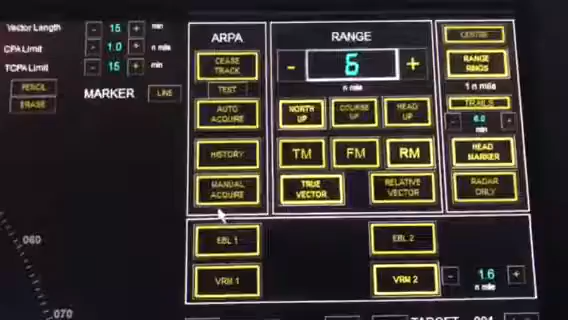 Vector Length - 15 + min
CPA Limit - 1.0 + n mile
TCPA Limit - 15 + min
PENCIL
ERASE
MARKER LINE
060
070
ARPA
CEASE TRACK
TEST
AUTO ACQUIRE
HISTORY
MANUAL ACQUIRE
RANGE
- 6 +
n mile
NORTH UP COURSE UP HEAD UP
TM FM RM
TRUE VECTOR RELATIVE VECTOR
CENTRE
RANGE RINGS
1 n mile
TRAILS
- 6.0 +
min
HEAD MARKER
RADAR ONLY
EBL 1 EBL 2
VRM 1 VRM 2 - 1.6 +
n mile
TARGET